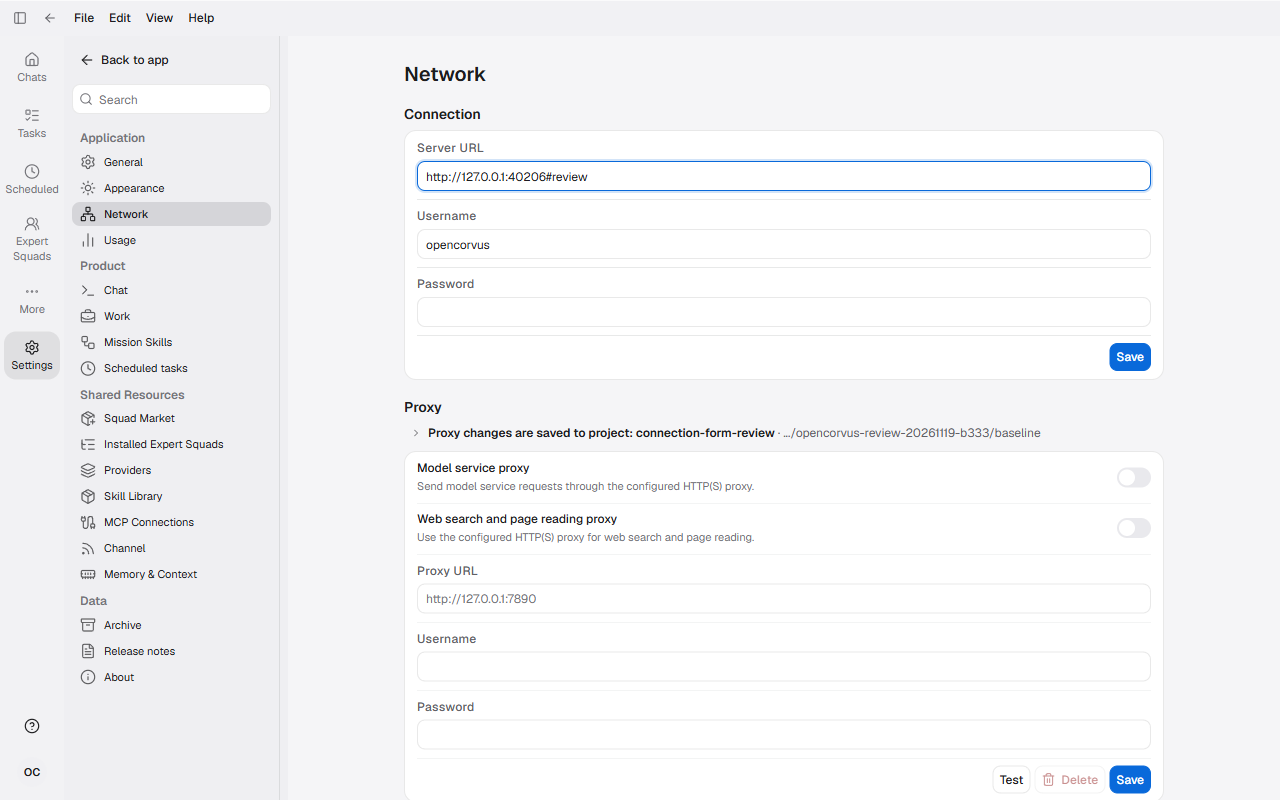 File Edit View Help
Chats
Tasks
Scheduled
Expert
Squads
More
Settings
OC
Back to app
Search
Application
General
Appearance
Network
Usage
Product
Chat
Work
Mission Skills
Scheduled tasks
Shared Resources
Squad Market
Installed Expert Squads
Providers
Skill Library
MCP Connections
Channel
Memory & Context
Data
Archive
Release notes
About
Network
Connection
Server URL
http://127.0.0.1:40206#review
Username
opencorvus
Password
Save
Proxy
Proxy changes are saved to project: connection-form-review · …/opencorvus-review-20261119-b333/baseline
Model service proxy
Send model service requests through the configured HTTP(S) proxy.
Web search and page reading proxy
Use the configured HTTP(S) proxy for web search and page reading.
Proxy URL
http://127.0.0.1:7890
Username
Password
Test Delete Save